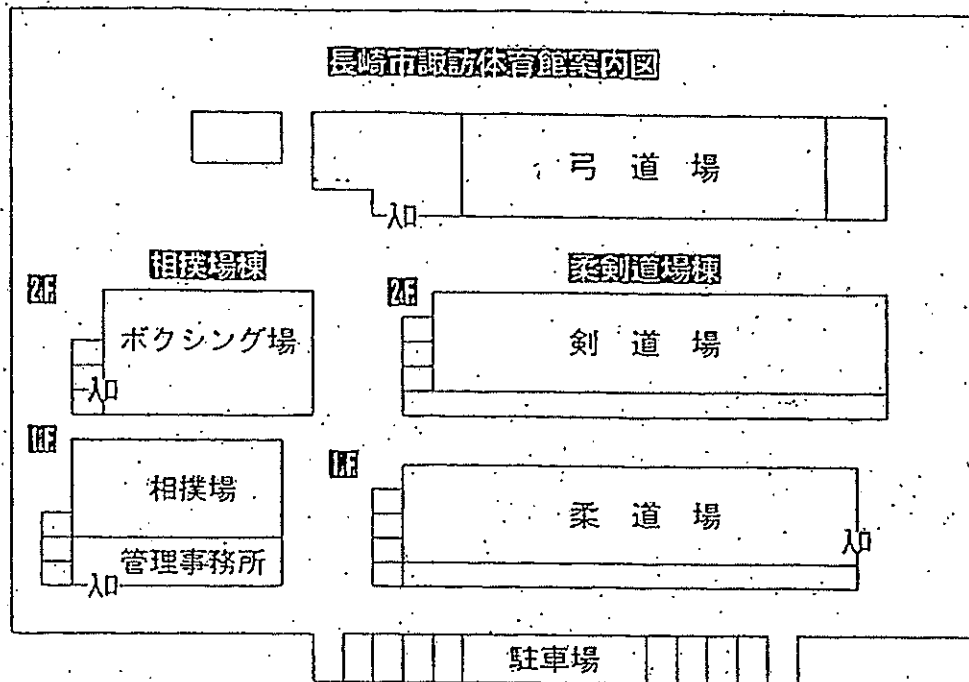 長崎市諏訪体育館案内図
弓道場
入口
相撲場棟
柔剣道場棟
2F
ボクシング場
入口
2F
剣道場
1F
相撲場
管理事務所
入口
1F
柔道場
入口
駐車場